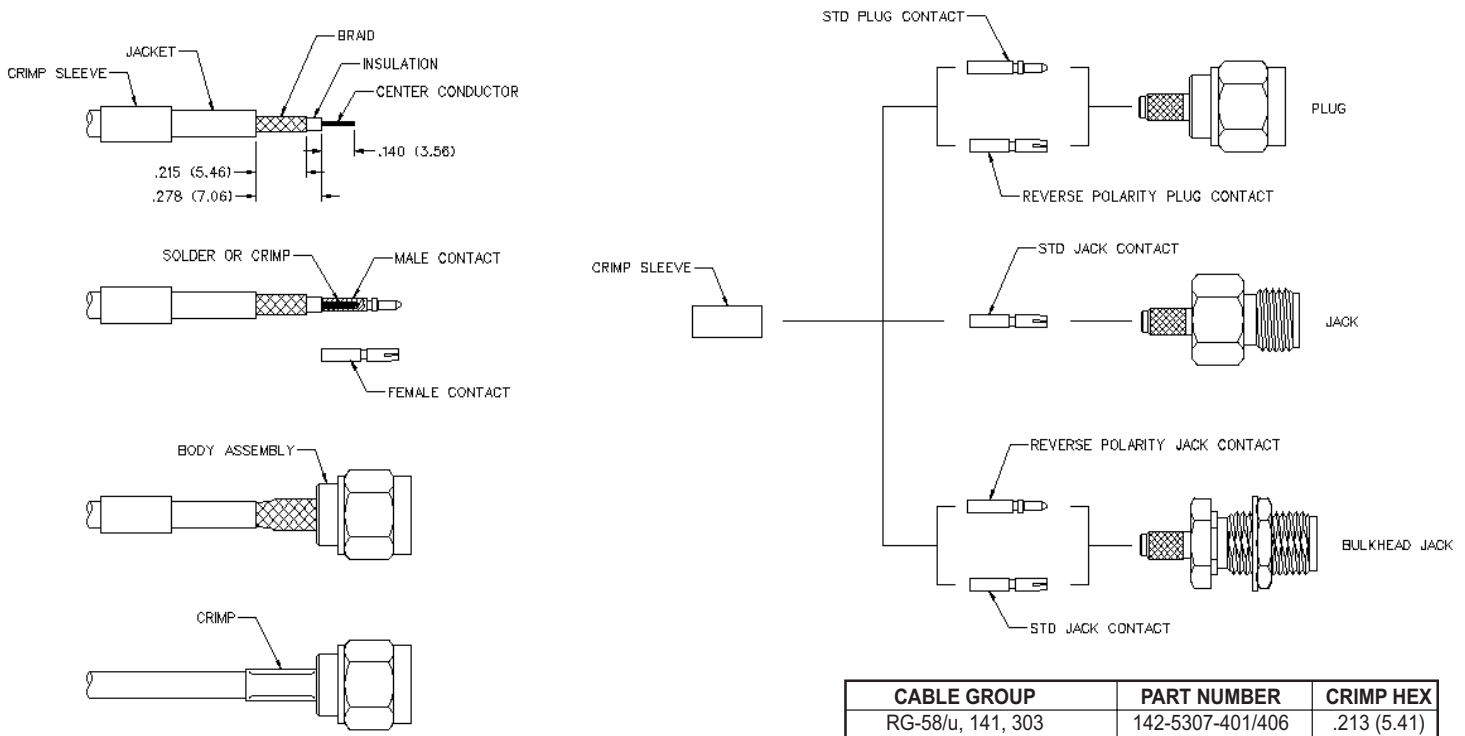 CRIMP SLEEVE
JACKET
BRAID
INSULATION
CENTER CONDUCTOR
.140 (3.56)
.215 (5.46)
.278 (7.06)
SOLDER OR CRIMP
MALE CONTACT
FEMALE CONTACT
BODY ASSEMBLY
CRIMP
STD PLUG CONTACT
PLUG
REVERSE POLARITY PLUG CONTACT
CRIMP SLEEVE
STD JACK CONTACT
JACK
REVERSE POLARITY JACK CONTACT
BULKHEAD JACK
STD JACK CONTACT
CABLE GROUP PART NUMBER CRIMP HEX
RG-58/u, 141, 303 142-5307-401/406 .213 (5.41)